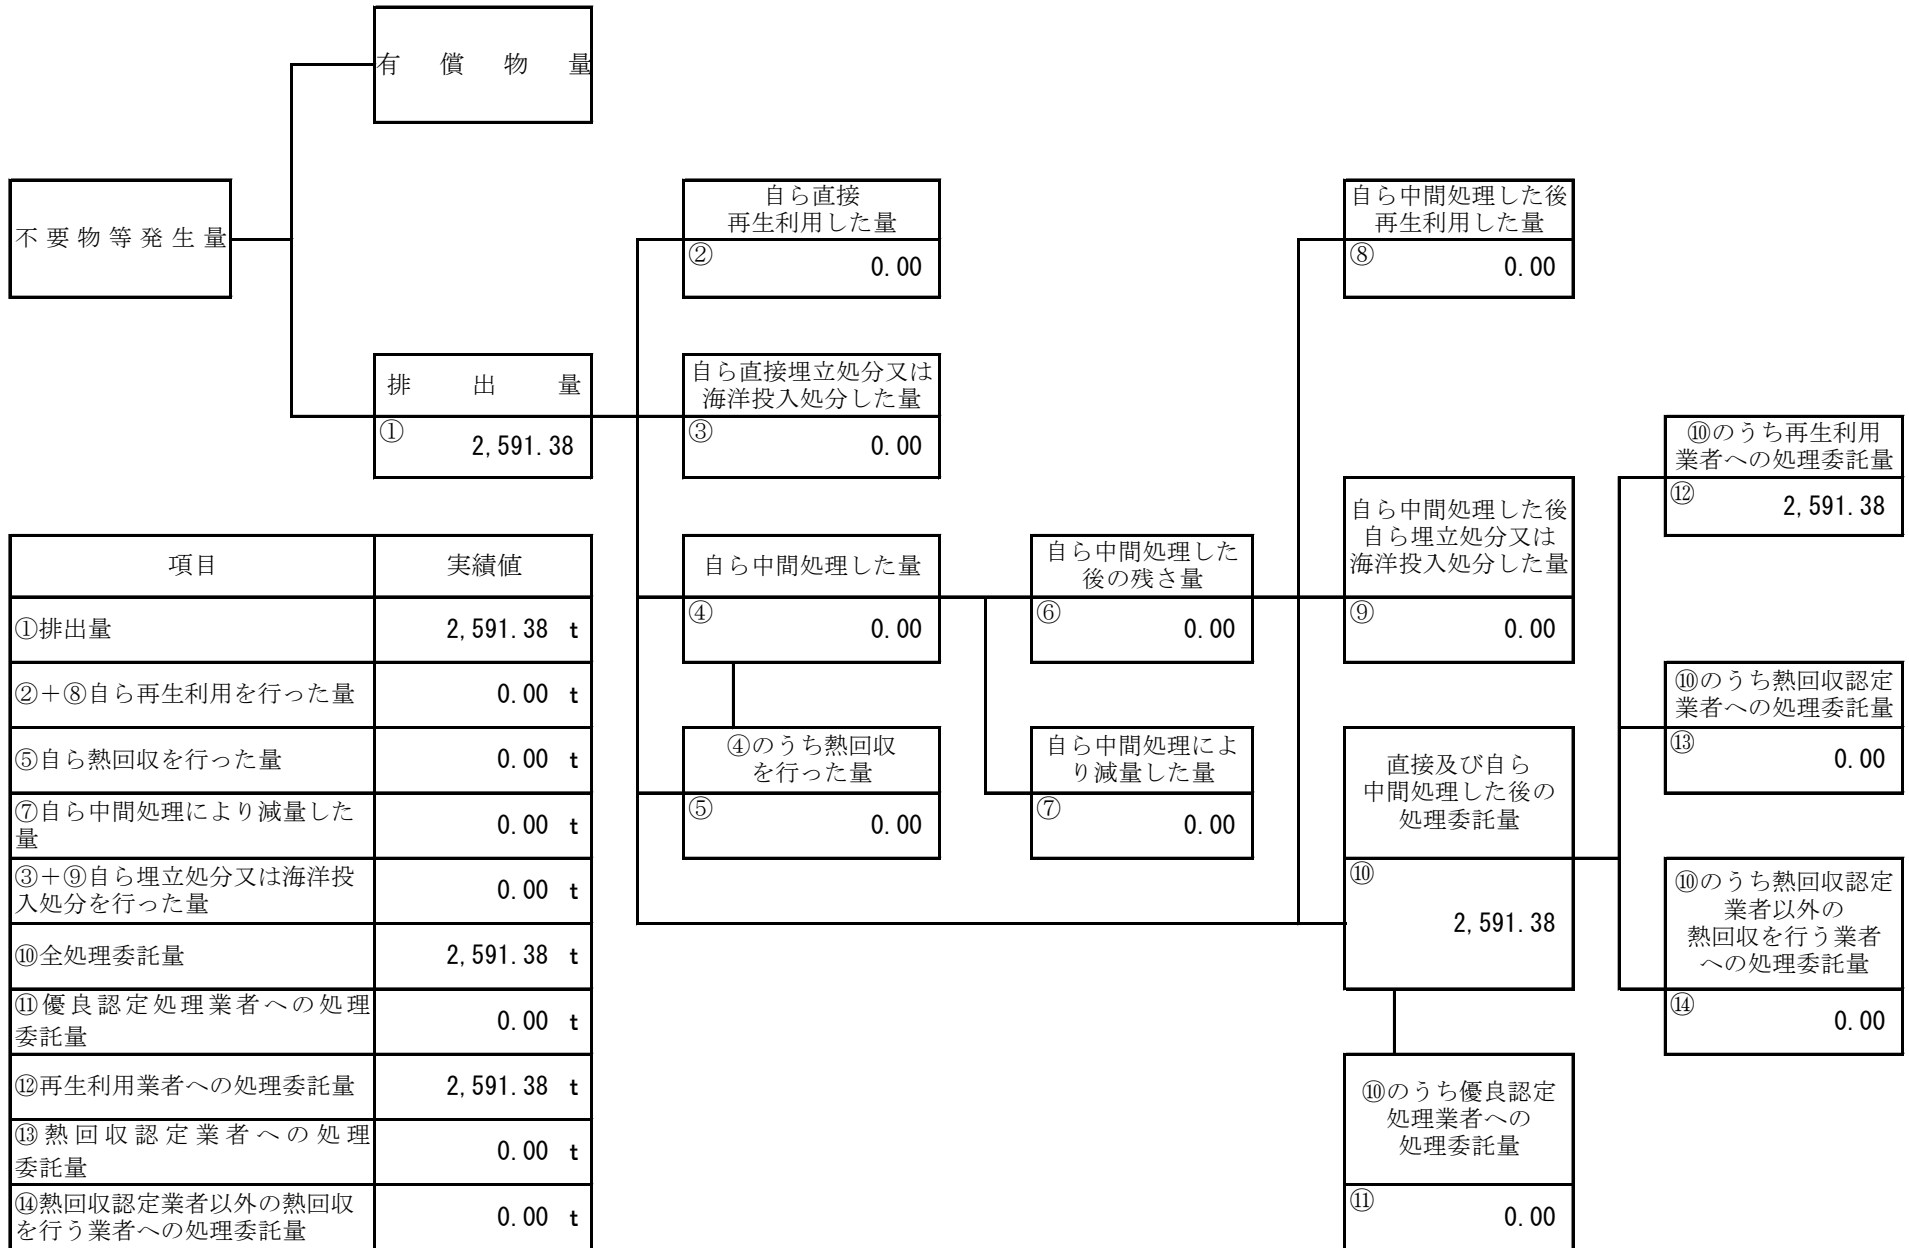 有償物量
不要物等発生量
排出量
① 2,591.38
自ら直接
再生利用した量
② 0.00
自ら直接埋立処分又は
海洋投入処分した量
③ 0.00
自ら中間処理した量
④ 0.00
④のうち熱回収
を行った量
⑤ 0.00
自ら中間処理した
後の残さ量
⑥ 0.00
自ら中間処理によ
り減量した量
⑦ 0.00
自ら中間処理した後
再生利用した量
⑧ 0.00
自ら中間処理した後
自ら埋立処分又は
海洋投入処分した量
⑨ 0.00
直接及び自ら
中間処理した後の
処理委託量
⑩
2,591.38
⑩のうち優良認定
処理業者への
処理委託量
⑪ 0.00
⑩のうち再生利用
業者への処理委託量
⑫ 2,591.38
⑩のうち熱回収認定
業者への処理委託量
⑬ 0.00
⑩のうち熱回収認定
業者以外の
熱回収を行う業者
への処理委託量
⑭ 0.00
項目 実績値
①排出量 2,591.38 t
②+⑧自ら再生利用を行った量 0.00 t
⑤自ら熱回収を行った量 0.00 t
⑦自ら中間処理により減量した
量 0.00 t
③+⑨自ら埋立処分又は海洋投
入処分を行った量 0.00 t
⑩全処理委託量 2,591.38 t
⑪優良認定処理業者への処理
委託量 0.00 t
⑫再生利用業者への処理委託量 2,591.38 t
⑬熱回収認定業者への処理
委託量 0.00 t
⑭熱回収認定業者以外の熱回収
を行う業者への処理委託量 0.00 t